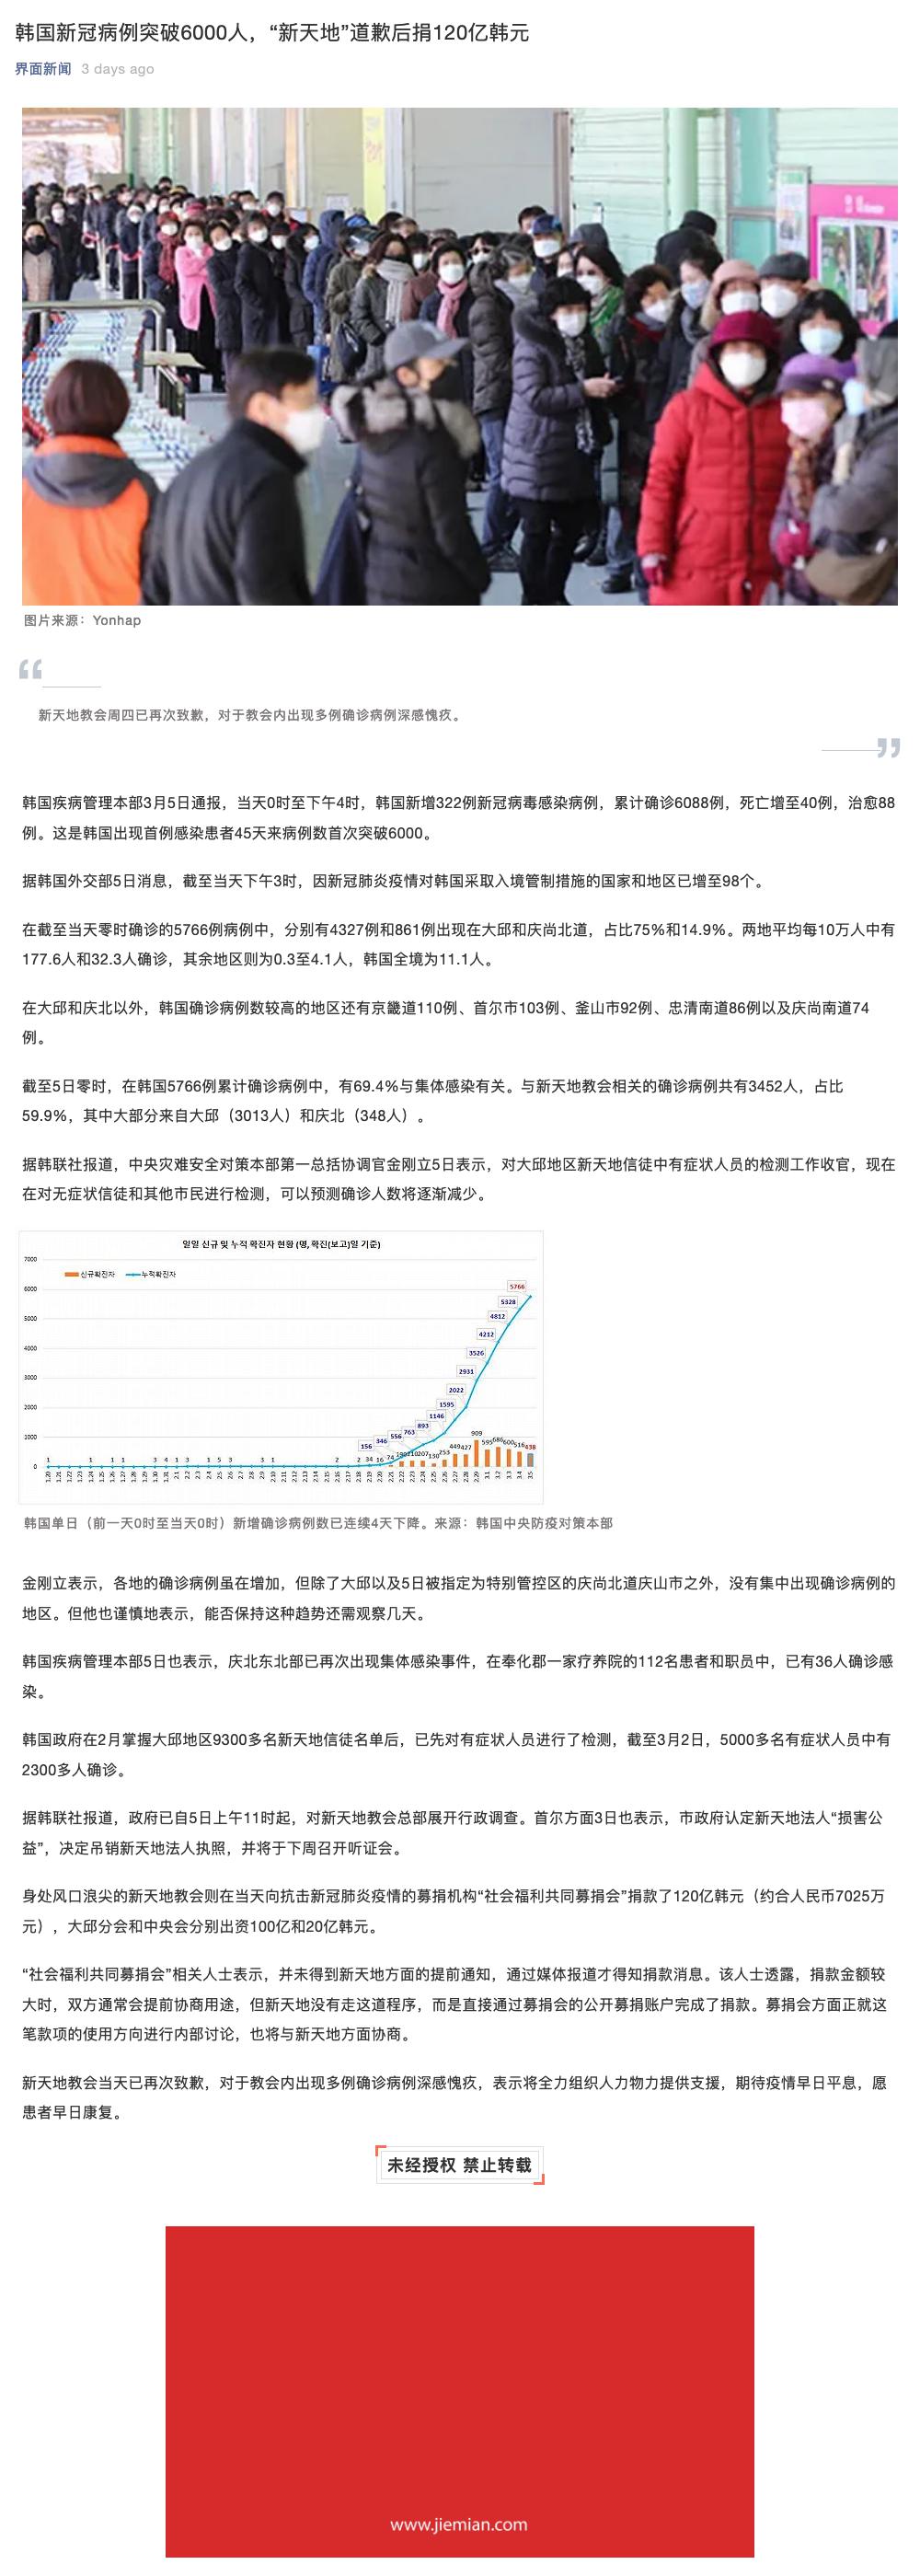 韩国新冠病例突破6000人，“新天地”道歉后捐120亿韩元
界面新闻 3 days ago
图片来源：Yonhap
“
新天地教会周四已再次致歉，对于教会内出现多例确诊病例深感愧疚。
”
韩国疾病管理本部3月5日通报，当天0时至下午4时，韩国新增322例新冠病毒感染病例，累计确诊6088例，死亡增至40例，治愈88
例。这是韩国出现首例感染患者45天来病例数首次突破6000。
据韩国外交部5日消息，截至当天下午3时，因新冠肺炎疫情对韩国采取入境管制措施的国家和地区已增至98个。
在截至当天零时确诊的5766例病例中，分别有4327例和861例出现在大邱和庆尚北道，占比75%和14.9%。两地平均每10万人中有
177.6人和32.3人确诊，其余地区则为0.3至4.1人，韩国全境为11.1人。
在大邱和庆北以外，韩国确诊病例数较高的地区还有京畿道110例、首尔市103例、釜山市92例、忠清南道86例以及庆尚南道74
例。
截至5日零时，在韩国5766例累计确诊病例中，有69.4%与集体感染有关。与新天地教会相关的确诊病例共有3452人，占比
59.9%，其中大部分来自大邱（3013人）和庆北（348人）。
据韩联社报道，中央灾难安全对策本部第一总括协调官金刚立5日表示，对大邱地区新天地信徒中有症状人员的检测工作收官，现在
在对无症状信徒和其他市民进行检测，可以预测确诊人数将逐渐减少。
일일 신규 및 누적 확진자 현황 (명, 확진(보고)일 기준)
7000
신규확진자 누적확진자
6000
5766
5328
5000
4812
4212
4000
3526
3000
2931
2022
2000
1595
1146
893
763
556
346
156
1000
909
686
600
595
516
438
449
427
253
130
207
210
190
74
16
34
2
2
1
3
3
5
1
3
1
4
3
1
1
1
1
0
1.20 1.21 1.22 1.23 1.24 1.25 1.26 1.27 1.28 1.29 1.30 1.31 2.1 2.2 2.3 2.4 2.5 2.6 2.7 2.8 2.9 2.10 2.11 2.12 2.13 2.14 2.15 2.16 2.17 2.18 2.19 2.20 2.21 2.22 2.23 2.24 2.25 2.26 2.27 2.28 2.29 3.1 3.2 3.3 3.4 3.5
韩国单日（前一天0时至当天0时）新增确诊病例数已连续4天下降。来源：韩国中央防疫对策本部
金刚立表示，各地的确诊病例虽在增加，但除了大邱以及5日被指定为特别管控区的庆尚北道庆山市之外，没有集中出现确诊病例的
地区。但他也谨慎地表示，能否保持这种趋势还需观察几天。
韩国疾病管理本部5日也表示，庆北东北部已再次出现集体感染事件，在奉化郡一家疗养院的112名患者和职员中，已有36人确诊感
染。
韩国政府在2月掌握大邱地区9300多名新天地信徒名单后，已先对有症状人员进行了检测，截至3月2日，5000多名有症状人员中有
2300多人确诊。
据韩联社报道，政府已自5日上午11时起，对新天地教会总部展开行政调查。首尔方面3日也表示，市政府认定新天地法人“损害公
益”，决定吊销新天地法人执照，并将于下周召开听证会。
身处风口浪尖的新天地教会则在当天向抗击新冠肺炎疫情的募捐机构“社会福利共同募捐会”捐款了120亿韩元（约合人民币7025万
元），大邱分会和中央会分别出资100亿和20亿韩元。
“社会福利共同募捐会”相关人士表示，并未得到新天地方面的提前通知，通过媒体报道才得知捐款消息。该人士透露，捐款金额较
大时，双方通常会提前协商用途，但新天地没有走这道程序，而是直接通过募捐会的公开募捐账户完成了捐款。募捐会方面正就这
笔款项的使用方向进行内部讨论，也将与新天地方面协商。
新天地教会当天已再次致歉，对于教会内出现多例确诊病例深感愧疚，表示将全力组织人力物力提供支援，期待疫情早日平息，愿
患者早日康复。
未经授权 禁止转载
www.jiemian.com